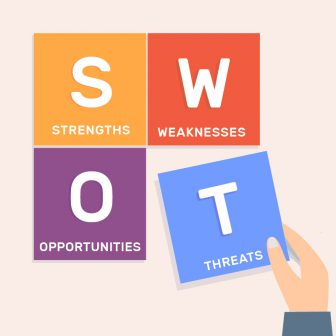 S
STRENGTHS
W
WEAKNESSES
O
OPPORTUNITIES
T
THREATS